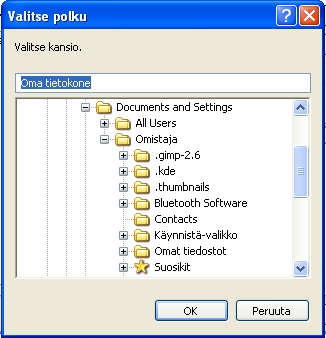 Valitse polku
Valitse kansio.
Oma tietokone
Documents and Settings
All Users
Omistaja
.gimp-2.6
.kde
.thumbnails
Bluetooth Software
Contacts
Käynnistä-valikko
Omat tiedostot
Suosikit
OK Peruuta